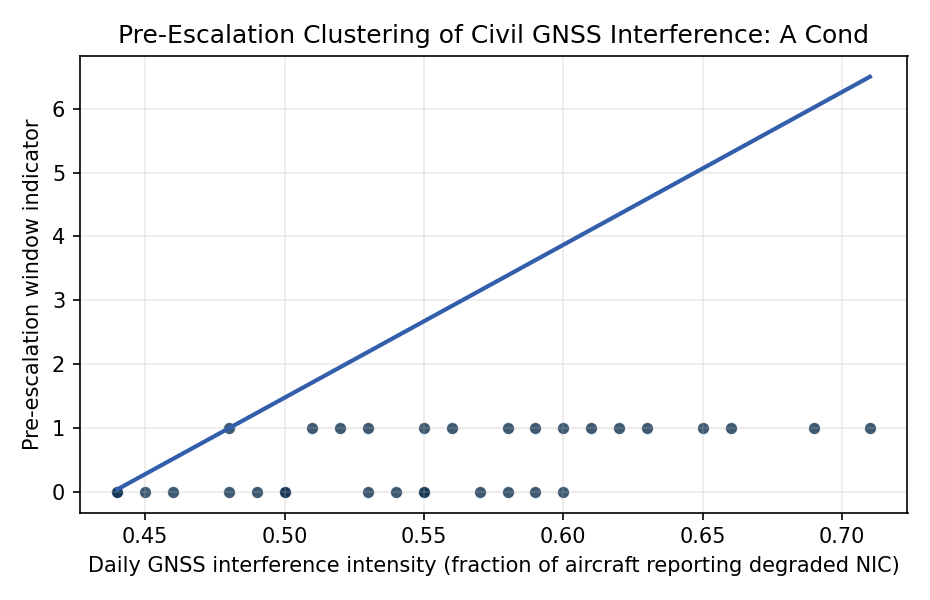 Pre-Escalation Clustering of Civil GNSS Interference: A Cond
Pre-escalation window indicator
6
5
4
3
2
1
0
0.45 0.50 0.55 0.60 0.65 0.70
Daily GNSS interference intensity (fraction of aircraft reporting degraded NIC)